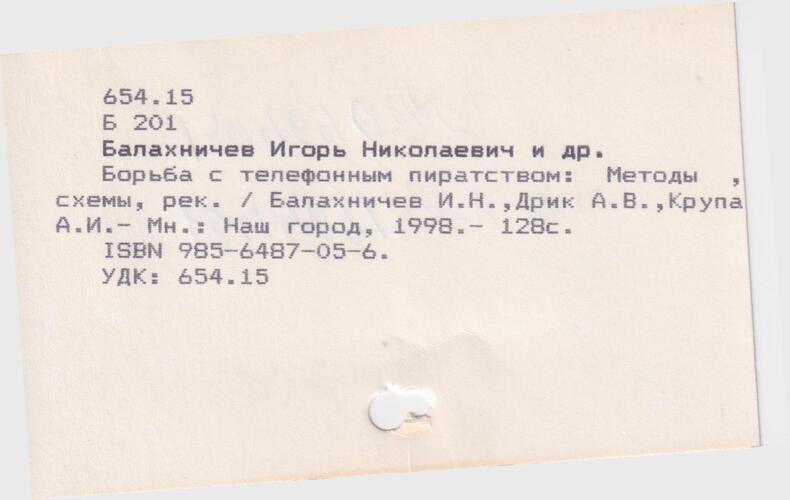 654.15
Б 201
Балахничев Игорь Николаевич и др.
Борьба с телефонным пиратством: Методы ,
схемы, рек. / Балахничев И.Н.,Дрик А.В.,Крупа
А.И.- Мн.: Наш город, 1998.- 128с.
ISBN 985-6487-05-6.
УДК: 654.15